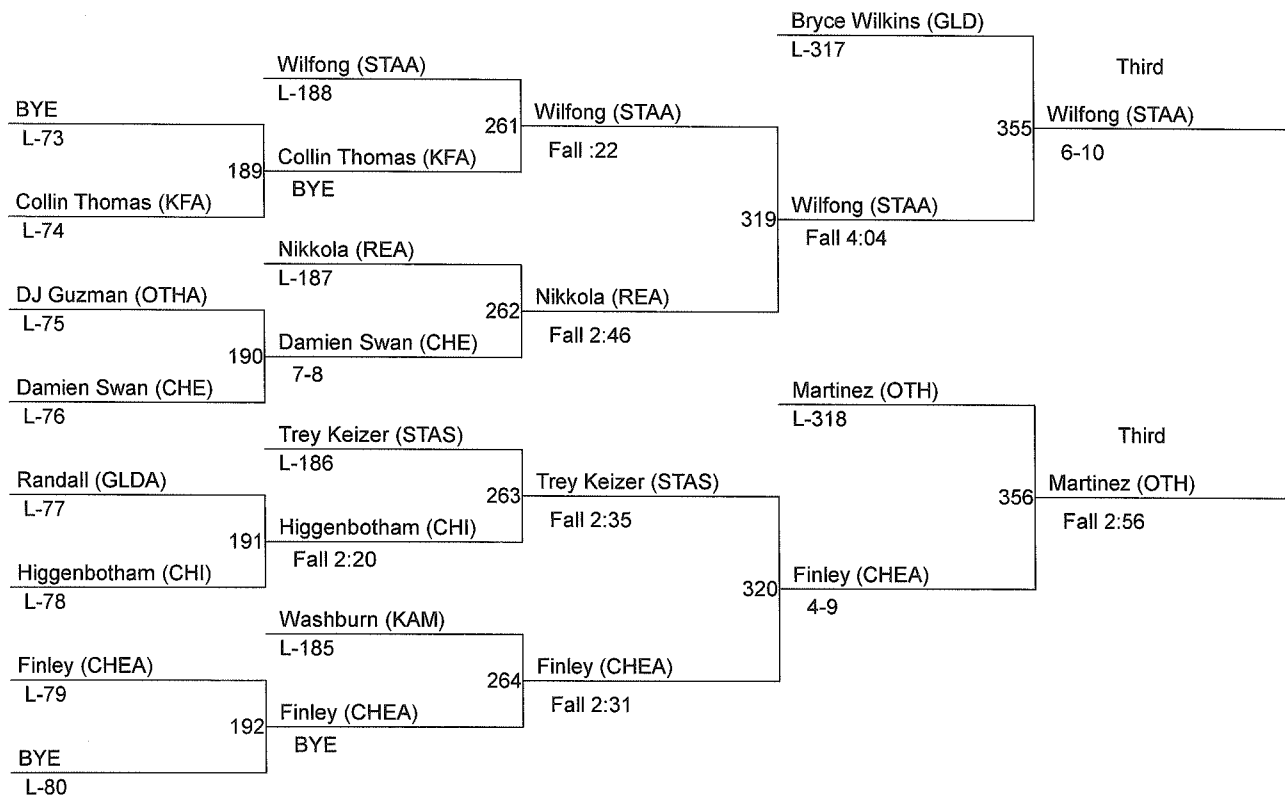 Bryce Wilkins (GLD)
L-317
Third
Wilfong (STAA)
L-188
BYE
L-73
Wilfong (STAA)
Fall :22
261
355
Wilfong (STAA)
6-10
189
Collin Thomas (KFA)
BYE
Collin Thomas (KFA)
L-74
319
Wilfong (STAA)
Fall 4:04
Nikkola (REA)
L-187
DJ Guzman (OTHA)
L-75
262
Nikkola (REA)
Fall 2:46
190
Damien Swan (CHE)
7-8
Damien Swan (CHE)
L-76
Martinez (OTH)
L-318
Third
Trey Keizer (STAS)
L-186
Randall (GLDA)
L-77
263
Trey Keizer (STAS)
Fall 2:35
356
Martinez (OTH)
Fall 2:56
191
Higgenbotham (CHI)
Fall 2:20
Higgenbotham (CHI)
L-78
320
Finley (CHEA)
4-9
Washburn (KAM)
L-185
Finley (CHEA)
L-79
264
Finley (CHEA)
Fall 2:31
192
Finley (CHEA)
BYE
BYE
L-80